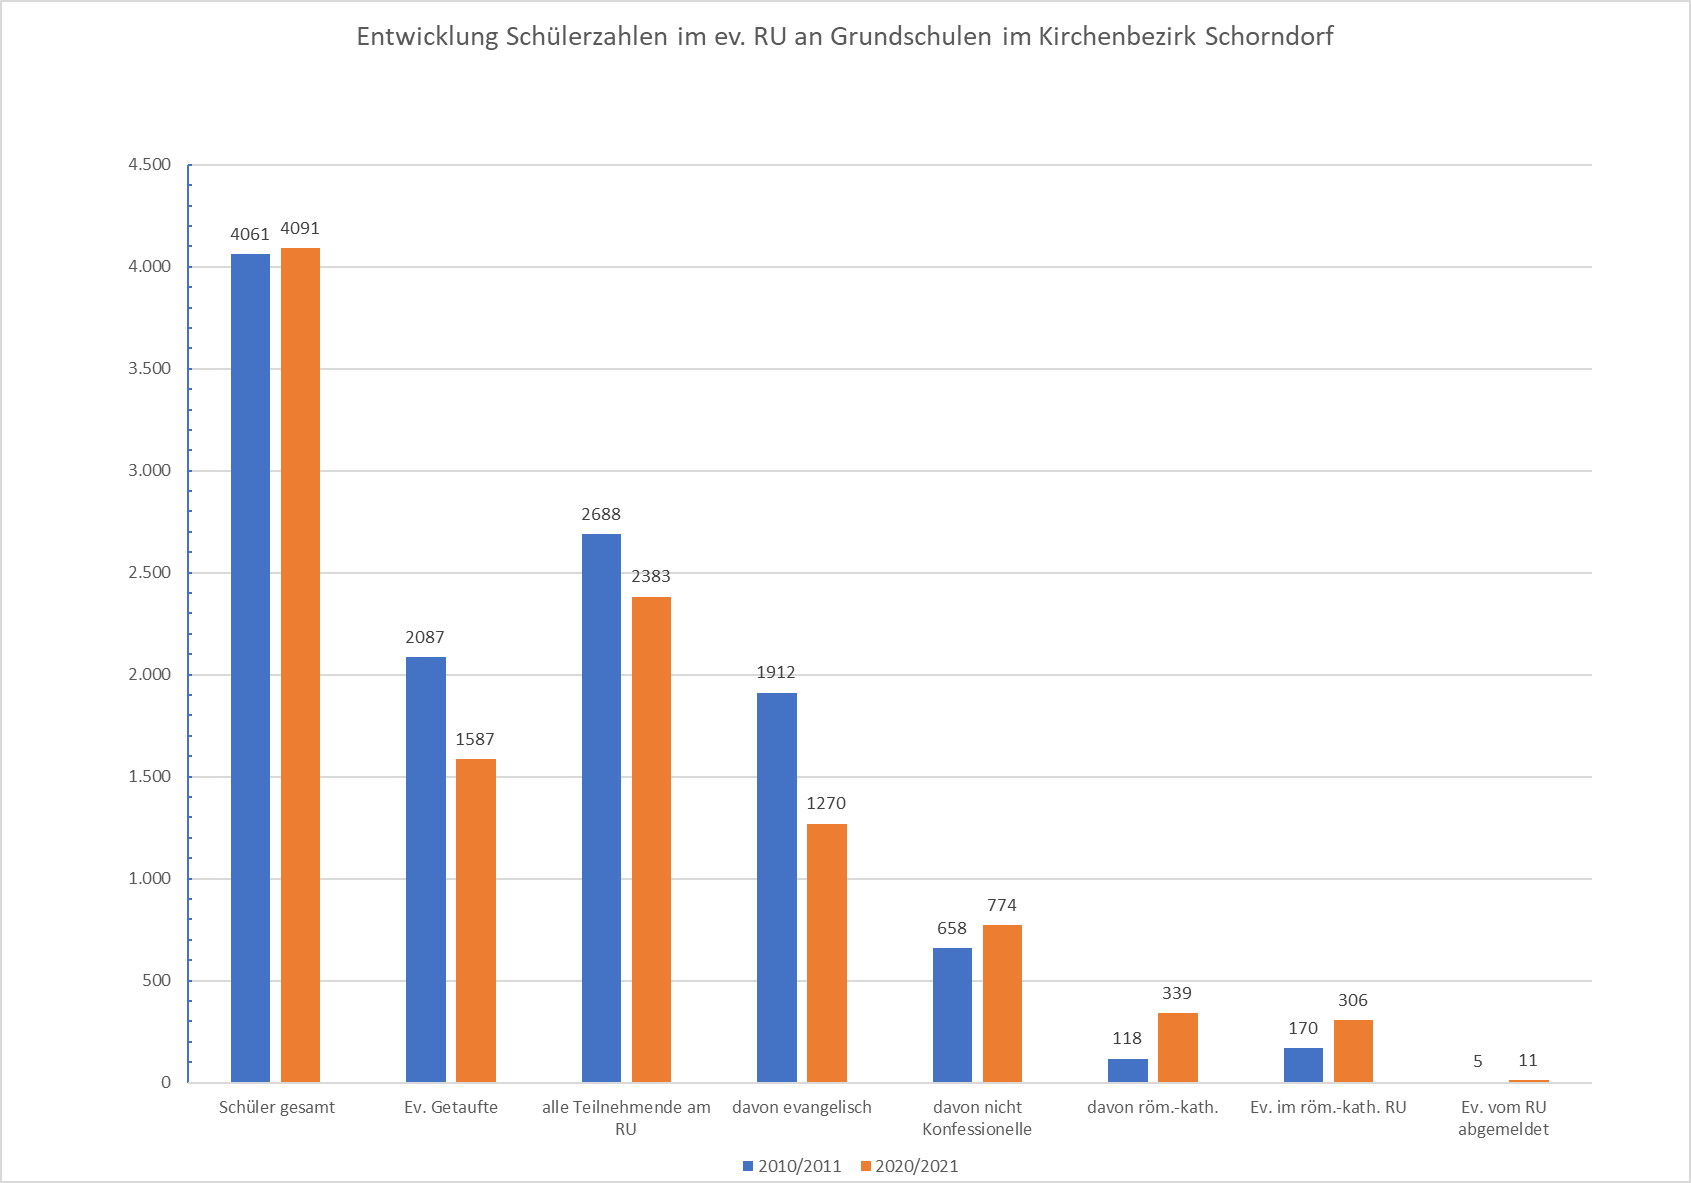 Entwicklung Schülerzahlen im ev. RU an Grundschulen im Kirchenbezirk Schorndorf
4.500
4.000
3.500
3.000
2.500
2.000
1.500
1.000
500
0
4061
4091
2087
1587
2688
2383
1912
1270
658
774
118
339
170
306
5
11
Schüler gesamt
Ev. Getaufte
alle Teilnehmende am
RU
davon evangelisch
davon nicht
Konfessionelle
davon röm.-kath.
Ev. im röm.-kath. RU
Ev. vom RU
abgemeldet
2010/2011
2020/2021